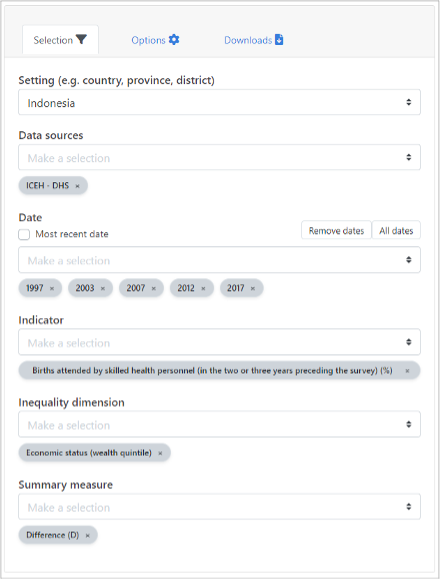 Selection Options Downloads
Setting (e.g. country, province, district)
Indonesia
Data sources
Make a selection
ICEH - DHS ×
Date
Most recent date Remove dates All dates
Make a selection
1997 × 2003 × 2007 × 2012 × 2017 ×
Indicator
Make a selection
Births attended by skilled health personnel (in the two or three years preceding the survey) (%) ×
Inequality dimension
Make a selection
Economic status (wealth quintile) ×
Summary measure
Make a selection
Difference (D) ×